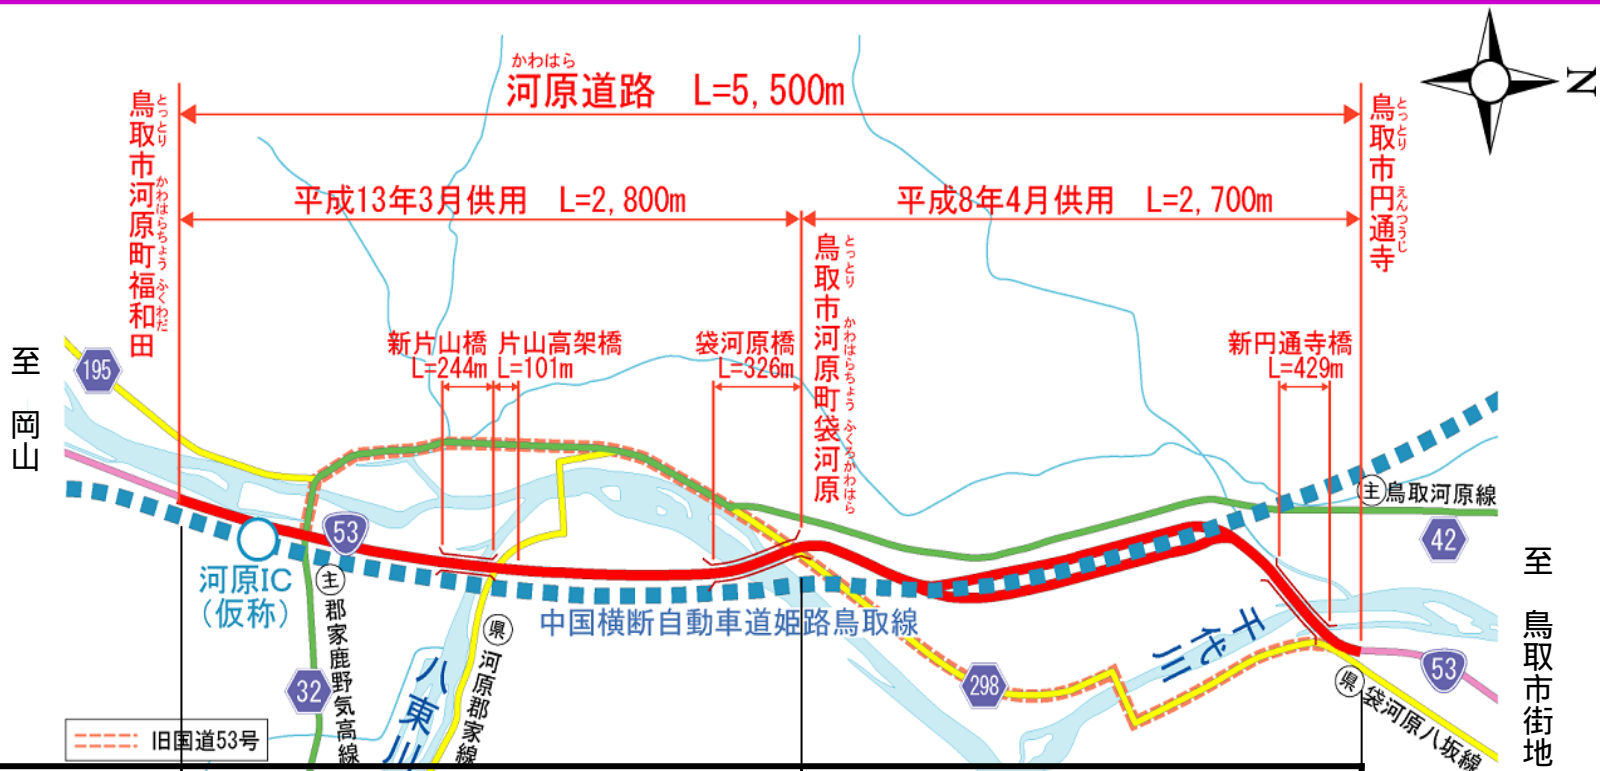 かわはら
河原道路 L=5,500m
N
鳥取市河原町福和田
とっとり かわはらちょう ふくわだ
鳥取市円通寺
とっとり えんつうじ
平成13年3月供用 L=2,800m
平成8年4月供用 L=2,700m
鳥取市河原町袋河原
とっとり かわはらちょう ふくろかわはら
新片山橋
L=244m
片山高架橋
L=101m
袋河原橋
L=326m
新円通寺橋
L=429m
至 岡山
195
53
河原IC
(仮称)
主 郡家鹿野気高線
32
県 河原郡家線
八東川
中国横断自動車道姫路鳥取線
千代川
298
主 鳥取河原線
42
至 鳥取市街地
53
県 袋河原八坂線
旧国道53号